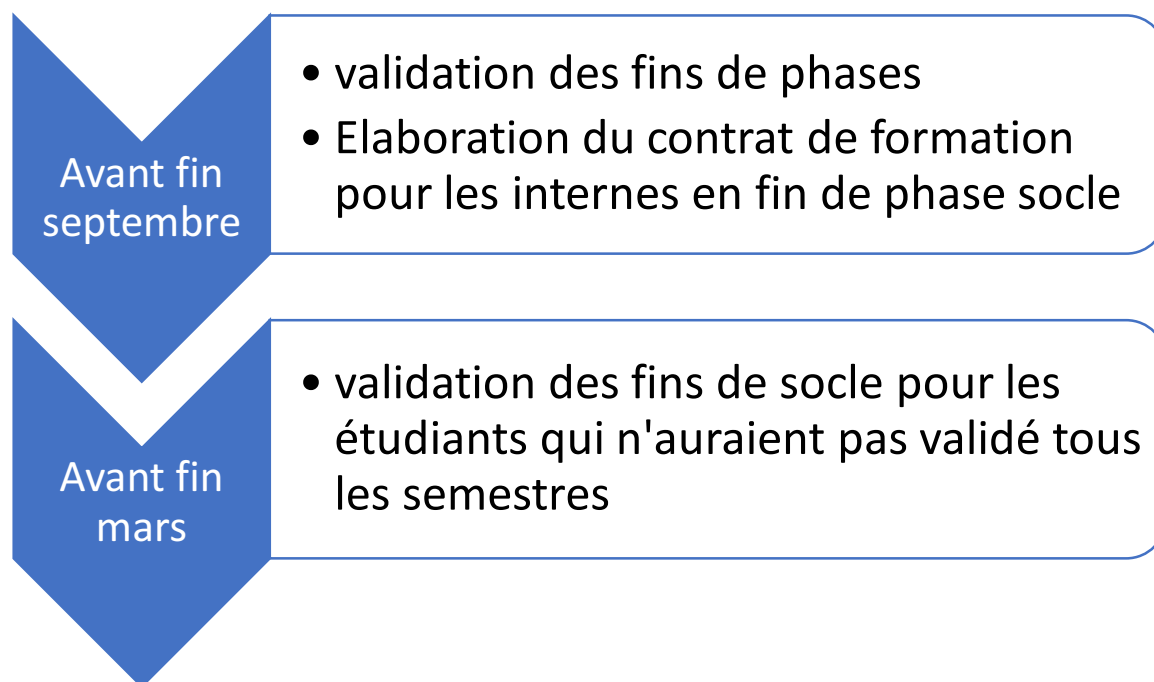 Avant fin
septembre
• validation des fins de phases
• Elaboration du contrat de formation
pour les internes en fin de phase socle
Avant fin
mars
• validation des fins de socle pour les
étudiants qui n'auraient pas validé tous
les semestres